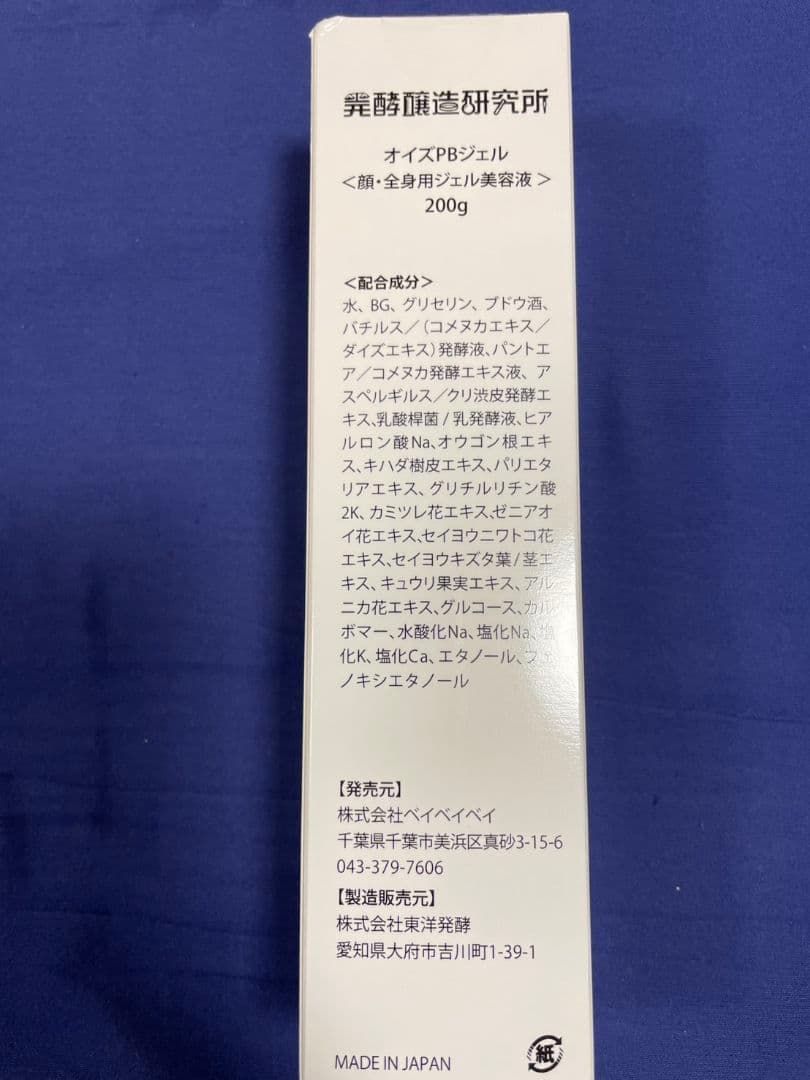 発酵醸造研究所
オイズPBジェル
＜顔・全身用ジェル美容液＞
200g
＜配合成分＞
水、BG、グリセリン、ブドウ酒、
バチルス／（コメヌカエキス／
ダイズエキス）発酵液、パントエ
ア／コメヌカ発酵エキス液、ア
スペルギルス／クリ渋皮発酵エ
キス、乳酸桿菌/乳発酵液、ヒア
ルロン酸Na、オウゴン根エキ
ス、キハダ樹皮エキス、パリエタ
リアエキス、グリチルリチン酸
2K、カミツレ花エキス、ゼニアオ
イ花エキス、セイヨウニワトコ花
エキス、セイヨウキズタ葉/茎エ
キス、キュウリ果実エキス、アル
ニカ花エキス、グルコース、カル
ボマー、水酸化Na、塩化Na、塩
化K、塩化Ca、エタノール、フェ
ノキシエタノール
【発売元】
株式会社ベイベイベイ
千葉県千葉市美浜区真砂3-15-6
043-379-7606
【製造販売元】
株式会社東洋発酵
愛知県大府市吉川町1-39-1
MADE IN JAPAN
紙